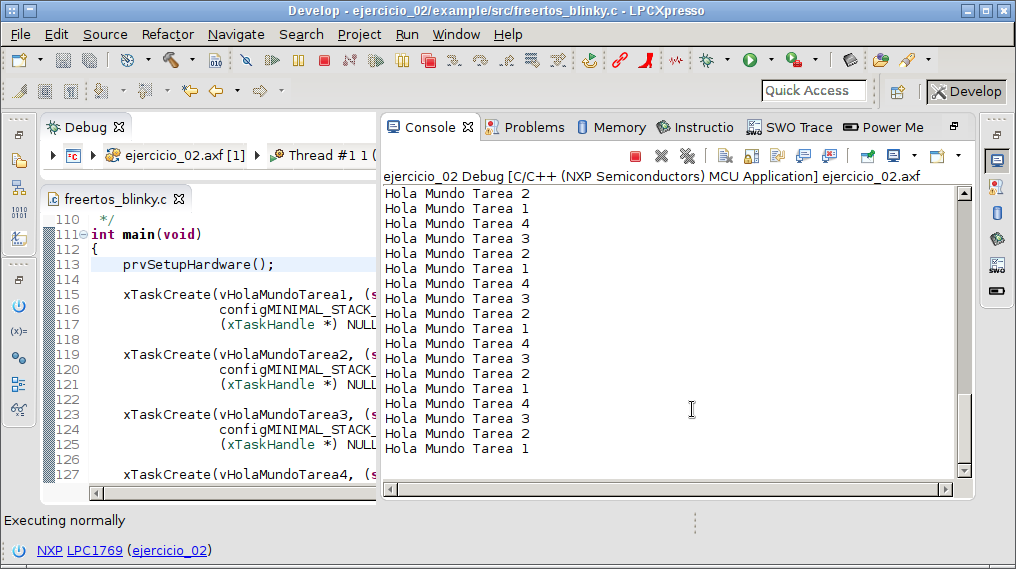 Develop - ejercicio_02/example/src/freertos_blinky.c - LPCXpresso
File Edit Source Refactor Navigate Search Project Run Window Help
Quick Access
Develop
Debug
ejercicio_02.axf [1]
Thread #1 1 (
freertos_blinky.c
110 */
111 int main(void)
112 {
113 prvSetupHardware();
114
115 xTaskCreate(vHolaMundoTarea1, (s
116 configMINIMAL_STACK_
117 (xTaskHandle *) NULL
118
119 xTaskCreate(vHolaMundoTarea2, (s
120 configMINIMAL_STACK_
121 (xTaskHandle *) NULL
122
123 xTaskCreate(vHolaMundoTarea3, (s
124 configMINIMAL_STACK_
125 (xTaskHandle *) NULL
126
127 xTaskCreate(vHolaMundoTarea4, (s
Console Problems Memory Instructio SWO Trace Power Me
ejercicio_02 Debug [C/C++ (NXP Semiconductors) MCU Application] ejercicio_02.axf
Hola Mundo Tarea 2
Hola Mundo Tarea 1
Hola Mundo Tarea 4
Hola Mundo Tarea 3
Hola Mundo Tarea 2
Hola Mundo Tarea 1
Hola Mundo Tarea 4
Hola Mundo Tarea 3
Hola Mundo Tarea 2
Hola Mundo Tarea 1
Hola Mundo Tarea 4
Hola Mundo Tarea 3
Hola Mundo Tarea 2
Hola Mundo Tarea 1
Hola Mundo Tarea 4
Hola Mundo Tarea 3
Hola Mundo Tarea 2
Hola Mundo Tarea 1
Executing normally
NXP LPC1769 (ejercicio_02)